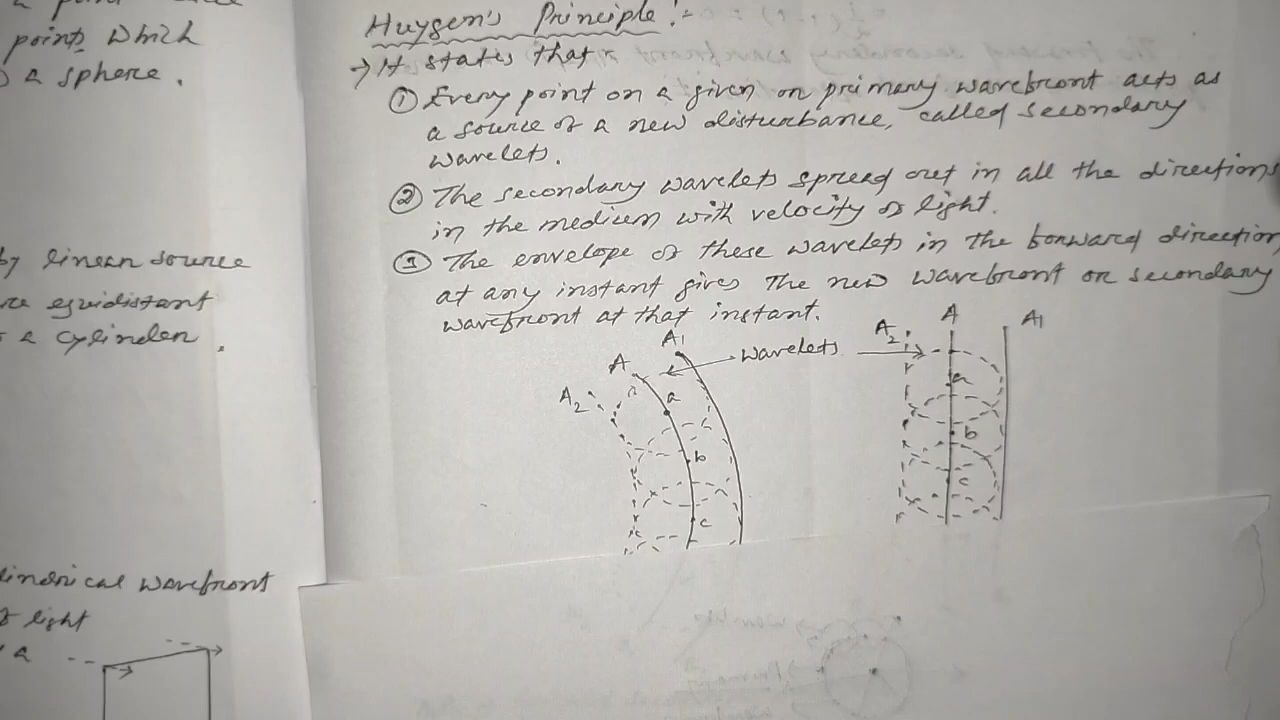 point which
a sphere.
by linear source
equidistant
a cylinder.
cylindrical wavefront
light
a
Huygen's Principle :-
→ It states that
① Every point on a given or primary wavefront acts as
a source of a new disturbance, called secondary
wavelets.
② The secondary wavelets spread out in all the directions
in the medium with velocity of light.
③ The envelope of these wavelets in the forward direction
at any instant gives the new wavefront or secondary
wavefront at that instant.
A₂ A A₁ wavelets A₂ A A₁
a b c
a b c